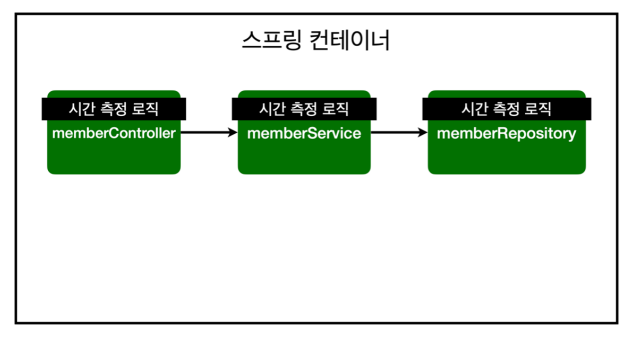 스프링 컨테이너
시간 측정 로직
memberController
시간 측정 로직
memberService
시간 측정 로직
memberRepository